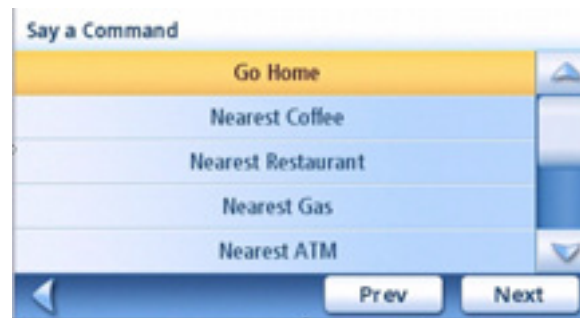 Say a Command
Go Home
Nearest Coffee
Nearest Restaurant
Nearest Gas
Nearest ATM
Prev
Next